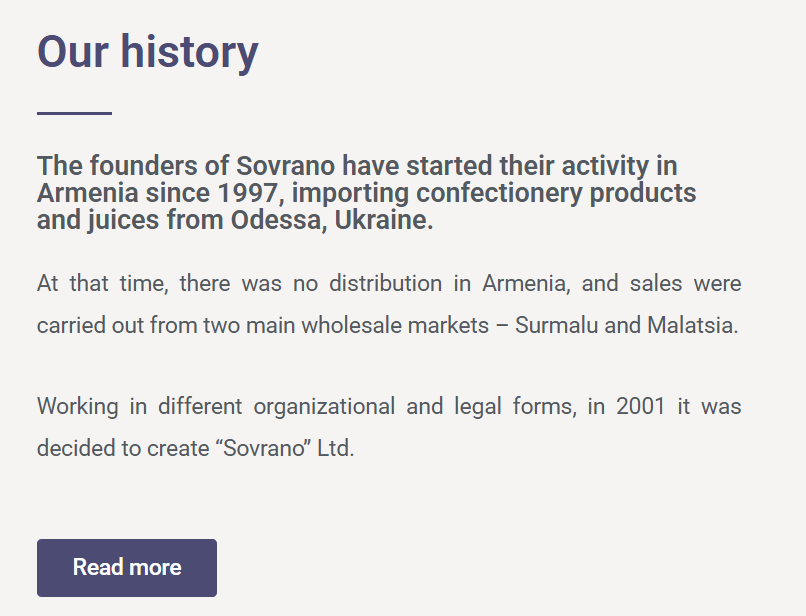 Our history
The founders of Sovrano have started their activity in
Armenia since 1997, importing confectionery products
and juices from Odessa, Ukraine.
At that time, there was no distribution in Armenia, and sales were
carried out from two main wholesale markets – Surmalu and Malatsia.
Working in different organizational and legal forms, in 2001 it was
decided to create “Sovrano” Ltd.
Read more